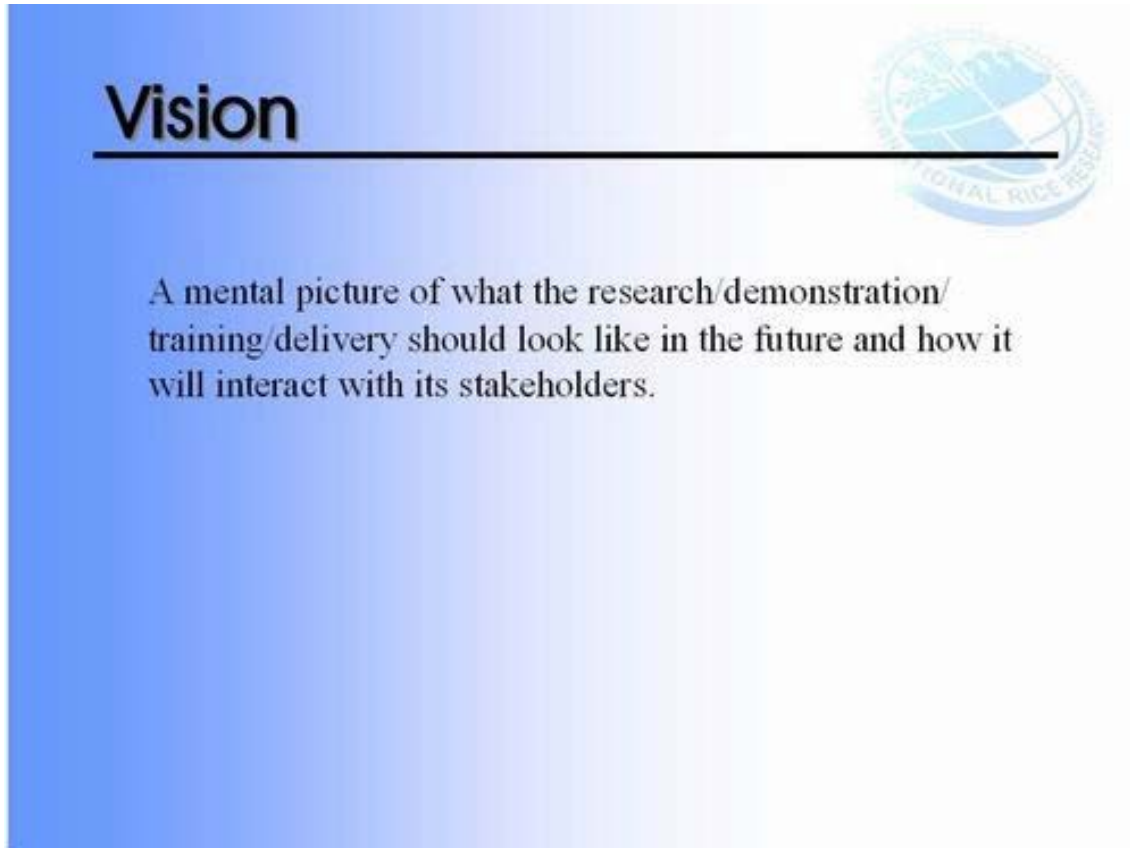 Vision
A mental picture of what the research/demonstration/
training/delivery should look like in the future and how it
will interact with its stakeholders.
RICE